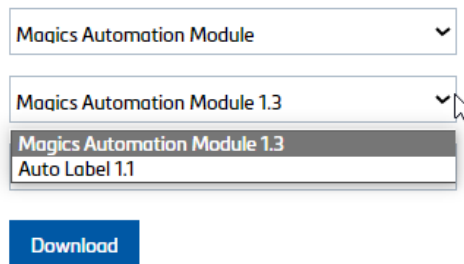 Magics Automation Module
Magics Automation Module 1.3
Magics Automation Module 1.3
Auto Label 1.1
Download